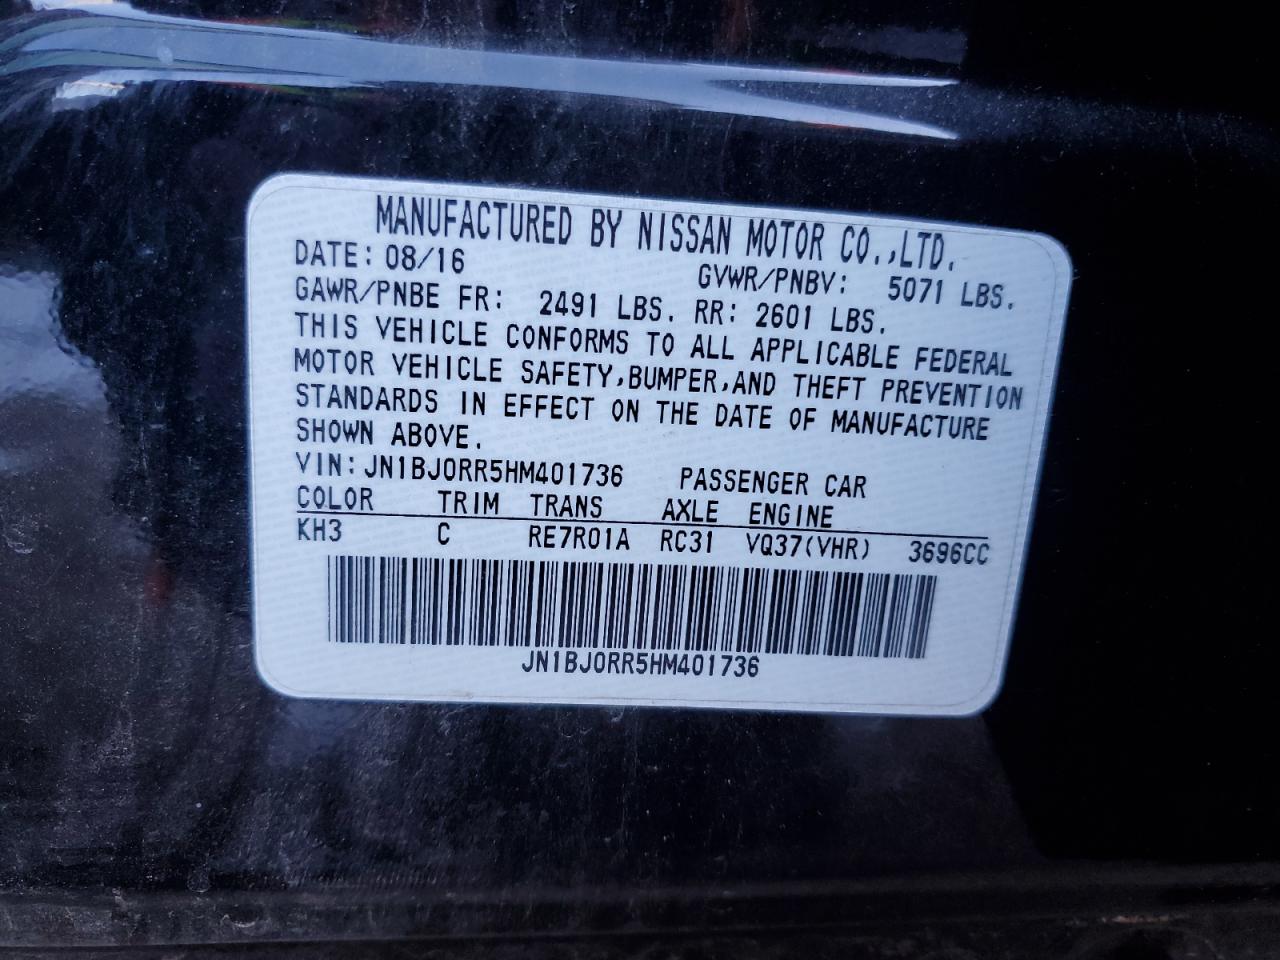 MANUFACTURED BY NISSAN MOTOR CO.,LTD.
DATE: 08/16 GVWR/PNBV: 5071 LBS.
GAWR/PNBE FR: 2491 LBS. RR: 2601 LBS.
THIS VEHICLE CONFORMS TO ALL APPLICABLE FEDERAL
MOTOR VEHICLE SAFETY,BUMPER,AND THEFT PREVENTION
STANDARDS IN EFFECT ON THE DATE OF MANUFACTURE
SHOWN ABOVE.
VIN: JN1BJ0RR5HM401736 PASSENGER CAR
COLOR TRIM TRANS AXLE ENGINE
KH3 C RE7R01A RC31 VQ37(VHR) 3696CC
JN1BJ0RR5HM401736